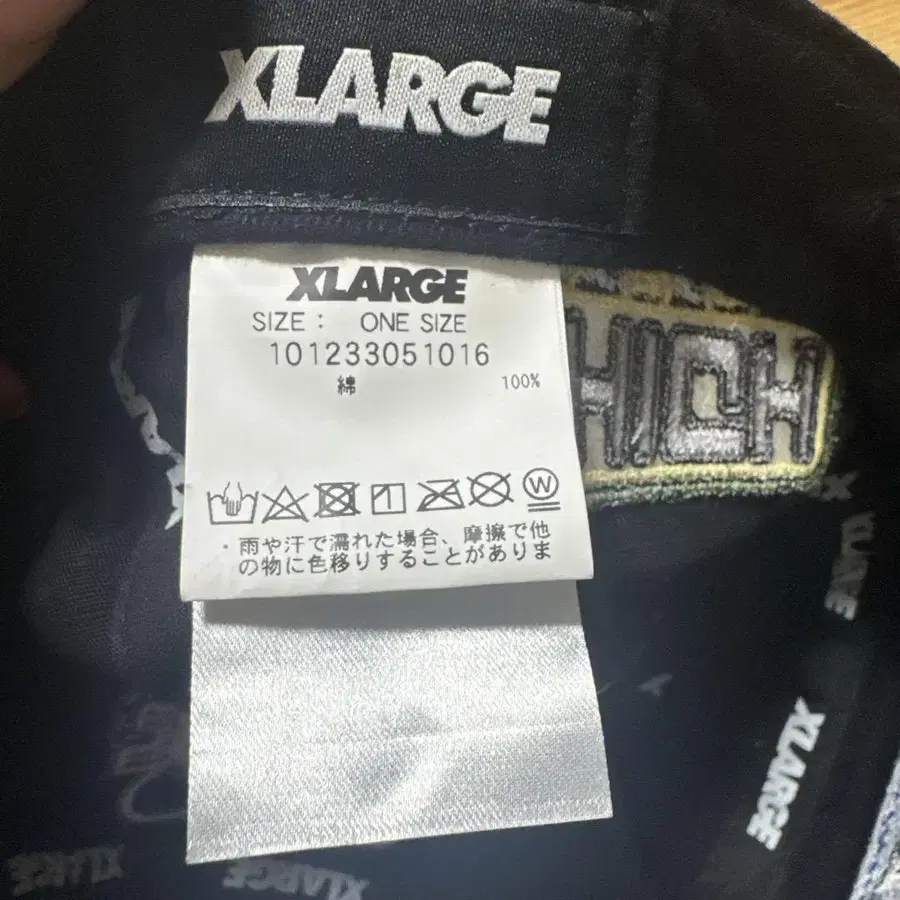 XLARGE
XLARGE
SIZE : ONE SIZE
101233051016
綿 100%
HICH
W
・雨や汗で濡れた場合、摩擦で他
の物に色移りすることがありま
XLARGE
XLARGE
XLARGE
XLARGE